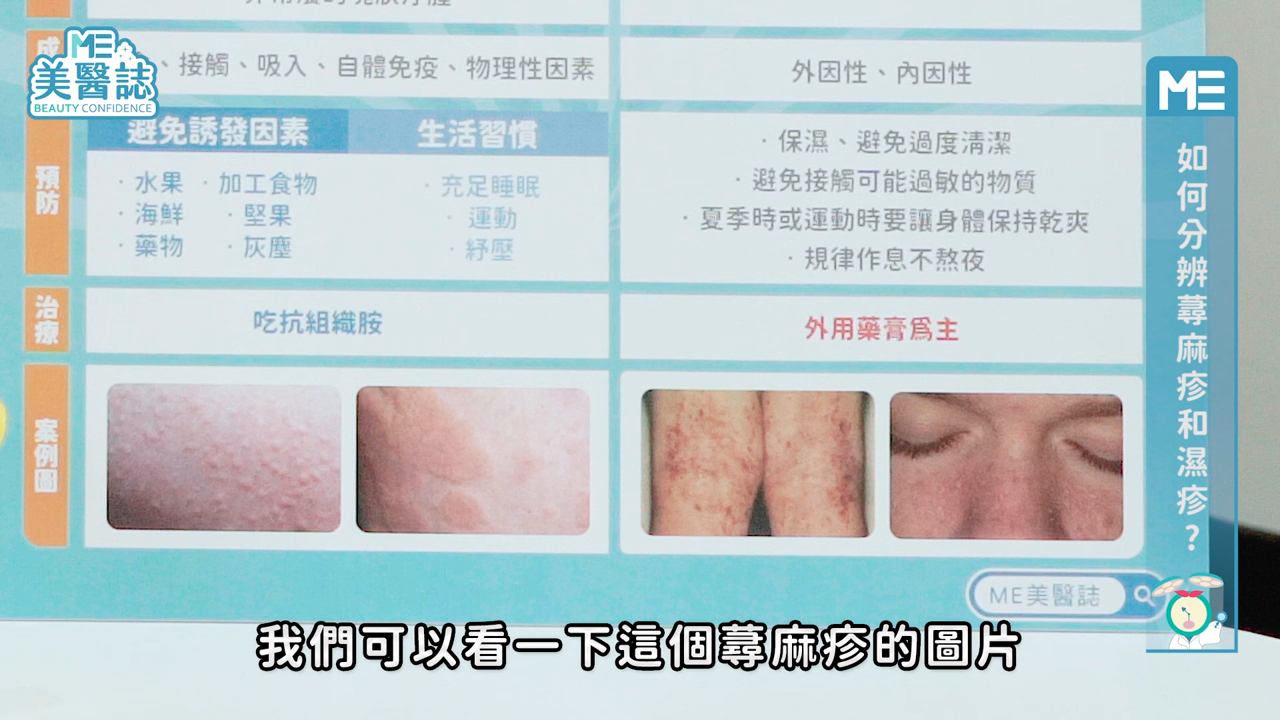 ME
美醫誌
BEAUTY CONFIDENCE
、接觸、吸入、自體免疫、物理性因素
外因性、內因性
預防
避免誘發因素
生活習慣
· 水果 · 加工食物
· 海鮮 · 堅果
· 藥物 · 灰塵
· 充足睡眠
· 運動
· 紓壓
· 保濕、避免過度清潔
· 避免接觸可能過敏的物質
· 夏季時或運動時要讓身體保持乾爽
· 規律作息不熬夜
治療
吃抗組織胺
外用藥膏為主
案例圖
ME美醫誌
ME
如何分辨蕁麻疹和濕疹?
我們可以看一下這個蕁麻疹的圖片